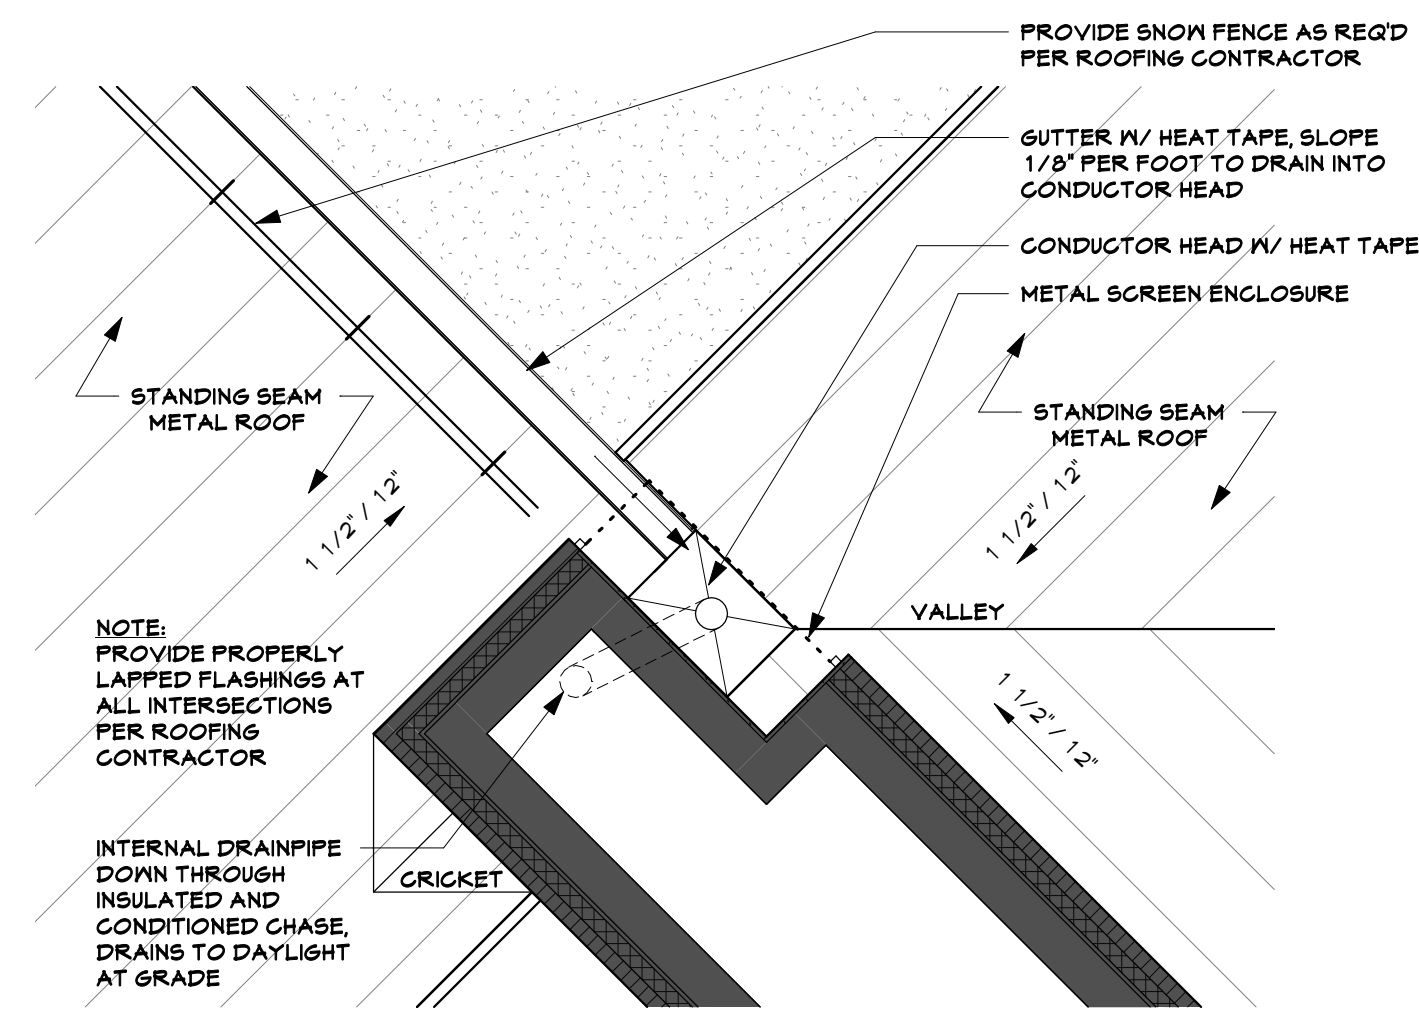 PROVIDE SNOW FENCE AS REQ'D
PER ROOFING CONTRACTOR
GUTTER W/ HEAT TAPE, SLOPE
1/8" PER FOOT TO DRAIN INTO
CONDUCTOR HEAD
CONDUCTOR HEAD W/ HEAT TAPE
METAL SCREEN ENCLOSURE
STANDING SEAM
METAL ROOF
STANDING SEAM
METAL ROOF
1 1/2" / 12"
1 1/2" / 12"
VALLEY
NOTE:
PROVIDE PROPERLY
LAPPED FLASHINGS AT
ALL INTERSECTIONS
PER ROOFING
CONTRACTOR
1 1/2" / 12"
INTERNAL DRAINPIPE
DOWN THROUGH
INSULATED AND
CONDITIONED CHASE,
DRAINS TO DAYLIGHT
AT GRADE
CRICKET